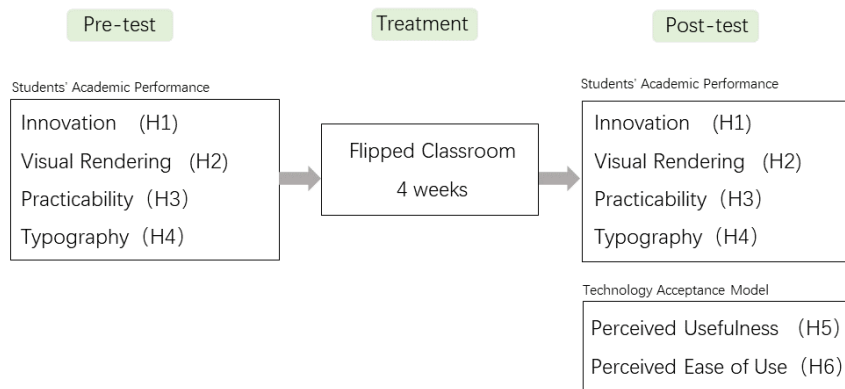 Pre-test
Treatment
Post-test
Students' Academic Performance
Innovation (H1)
Visual Rendering (H2)
Practicability (H3)
Typography (H4)
Flipped Classroom
4 weeks
Students' Academic Performance
Innovation (H1)
Visual Rendering (H2)
Practicability (H3)
Typography (H4)
Technology Acceptance Model
Perceived Usefulness (H5)
Perceived Ease of Use (H6)